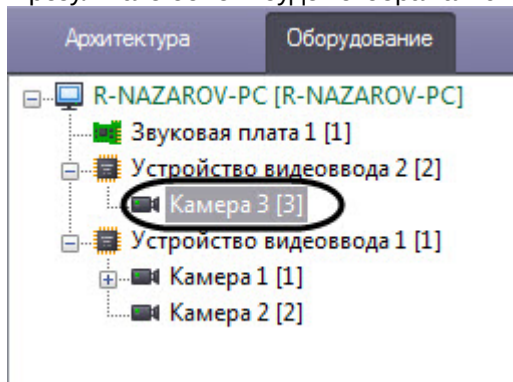 Архитектура Оборудование
R-NAZAROV-PC [R-NAZAROV-PC]
Звуковая плата 1 [1]
Устройство видеоввода 2 [2]
Камера 3 [3]
Устройство видеоввода 1 [1]
Камера 1 [1]
Камера 2 [2]